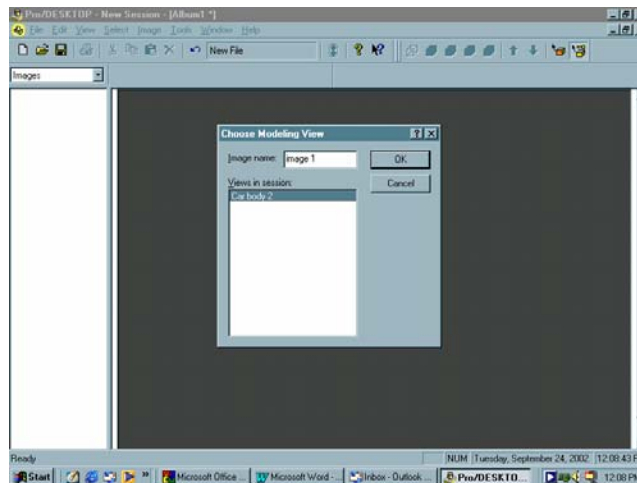 Pro/DESKTOP - New Session - [Album1 *]
File Edit View Select Image Tools Window Help
New File
Images
Choose Modeling View
Image name: image 1
OK
Views in session:
Cancel
Car body 2
Ready
NUM Tuesday, September 24, 2002 12:08:43 P
Start
Microsoft Office ...
Microsoft Word - ...
Inbox - Outlook ...
Pro/DESKTO...
12:08 P